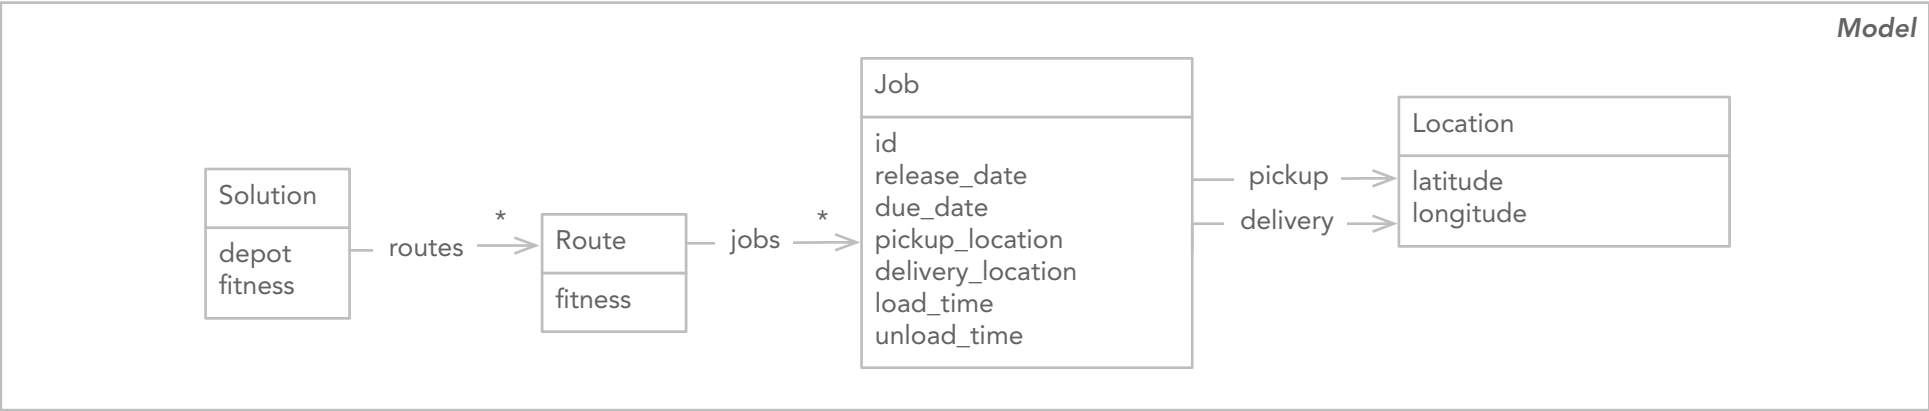 Model
Solution
depot
fitness
routes
*
Route
fitness
jobs
*
Job
id
release_date
due_date
pickup_location
delivery_location
load_time
unload_time
pickup
delivery
Location
latitude
longitude